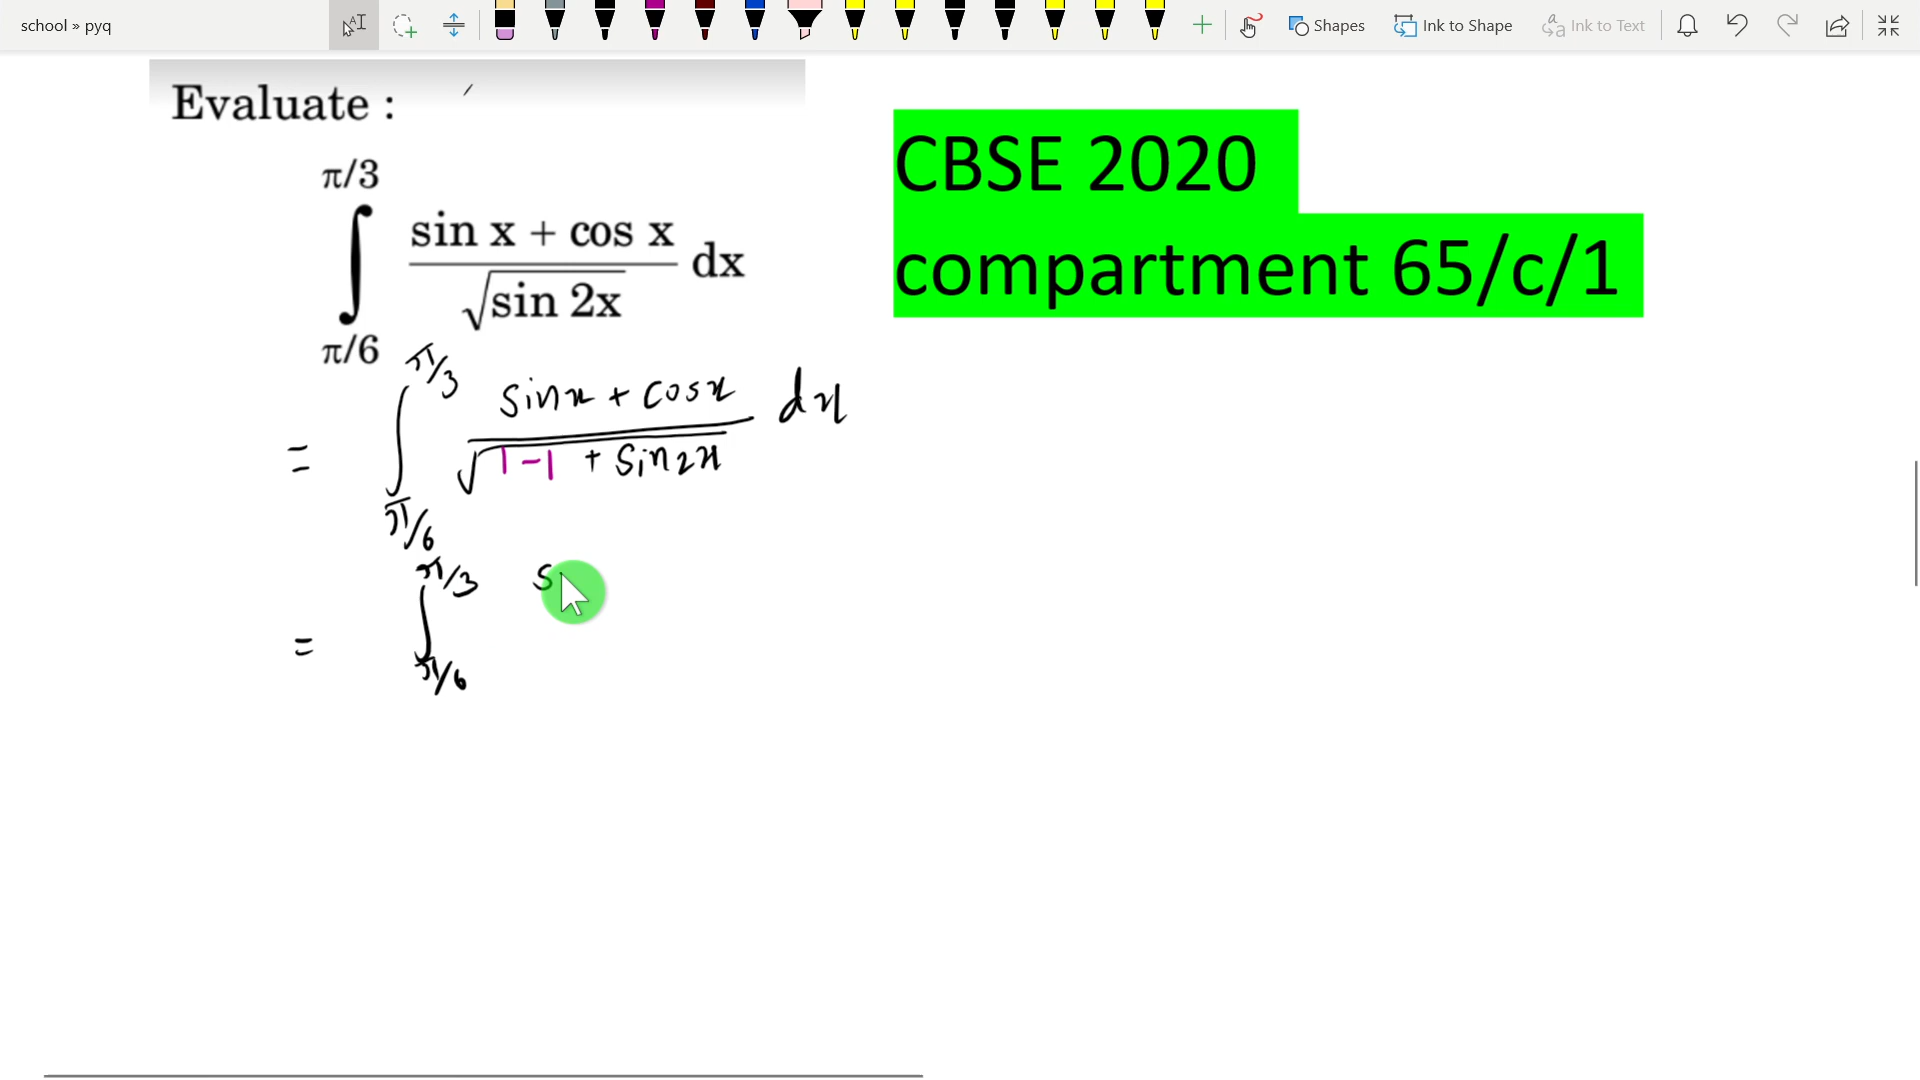 school » pyq
Shapes
Ink to Shape
Ink to Text
Evaluate :
π/3
∫ sin x + cos x / √sin 2x dx
π/6
CBSE 2020
compartment 65/c/1
π/3
= ∫ sinx + cosx / √1-1 + sin2x dx
π/6
π/3
= ∫ s
π/6